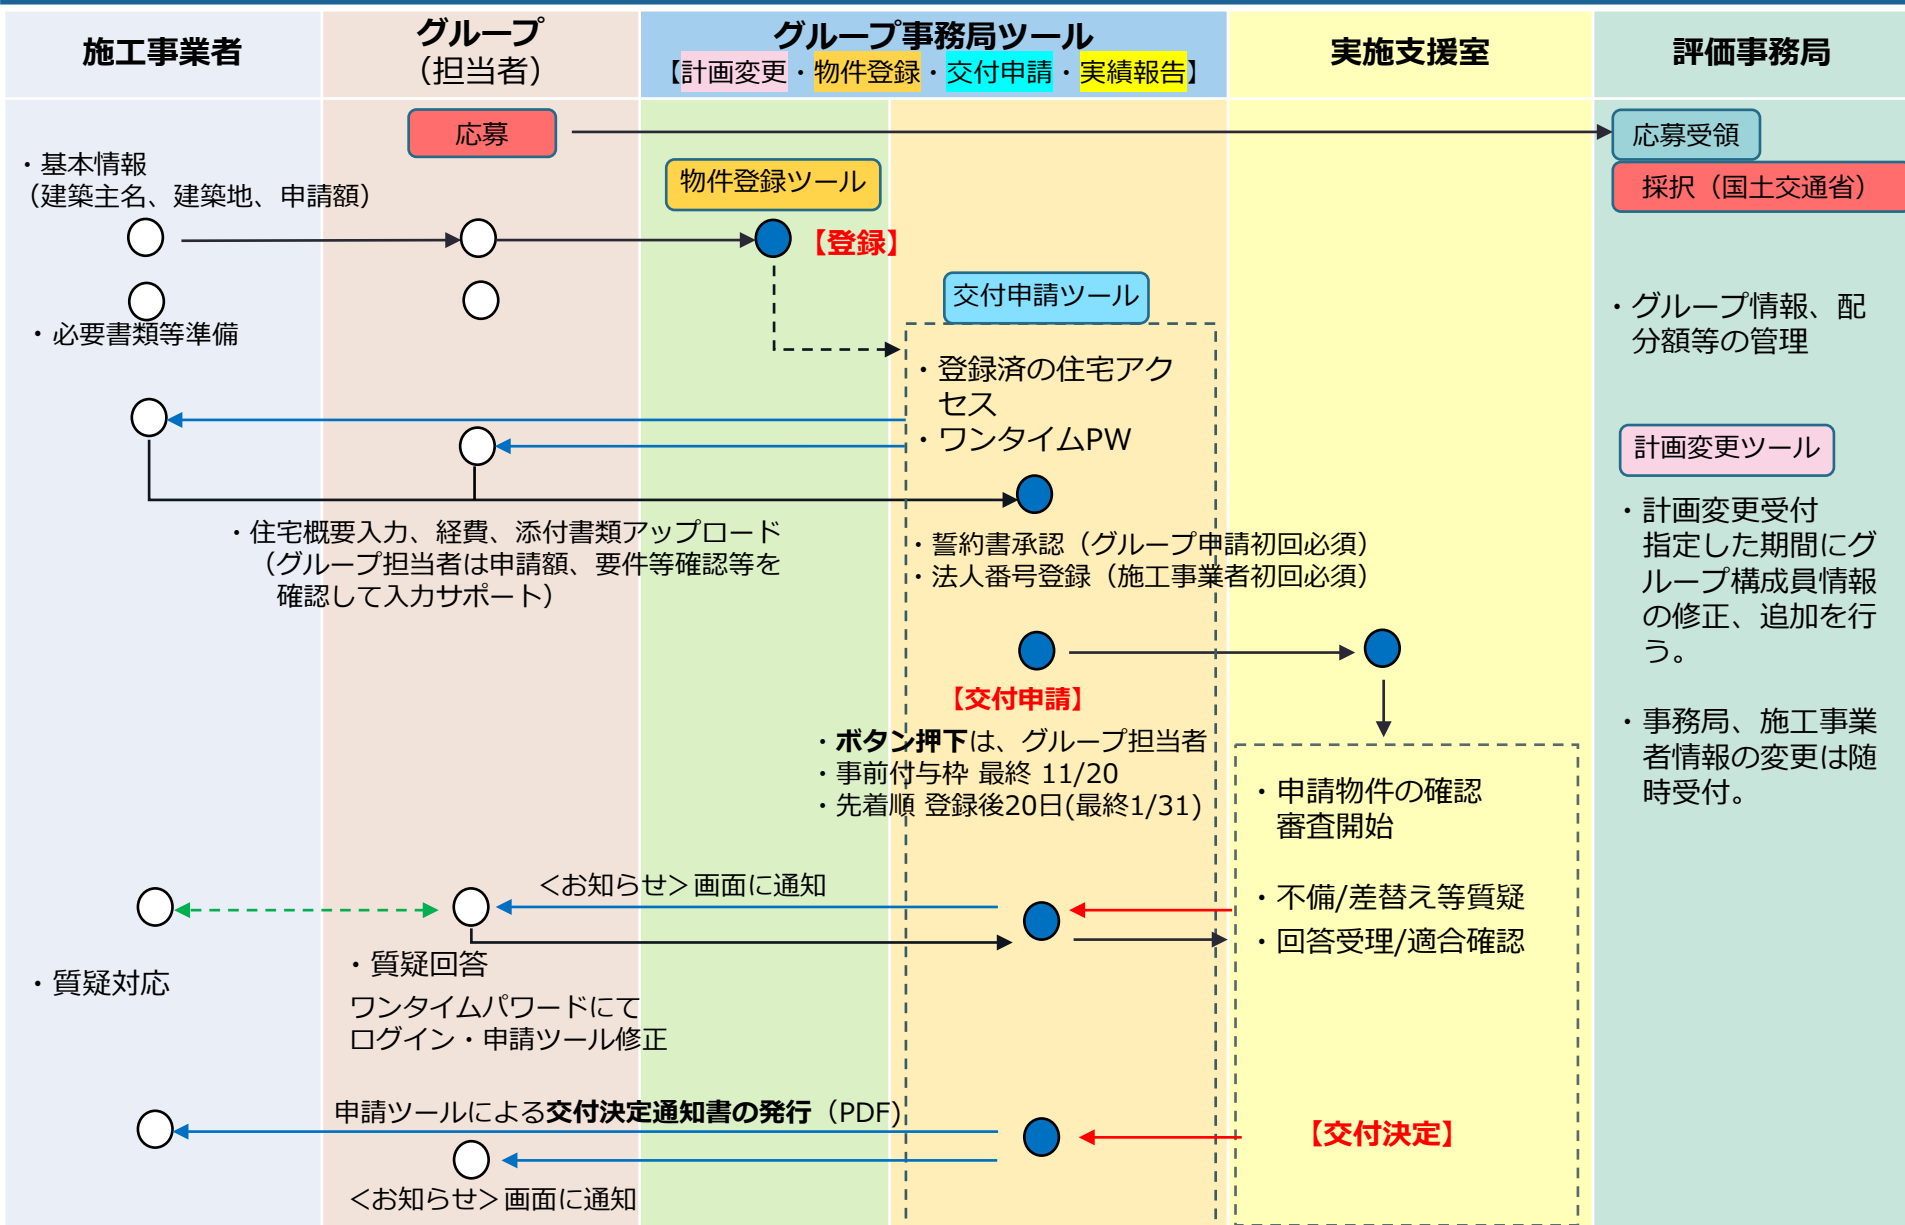 施工事業者
グループ
（担当者）
グループ事務局ツール
【計画変更・物件登録・交付申請・実績報告】
実施支援室
評価事務局
応募
応募受領
採択（国土交通省）
・基本情報
（建築主名、建築地、申請額）
物件登録ツール
【登録】
・必要書類等準備
交付申請ツール
・登録済の住宅アク
セス
・ワンタイムPW
・グループ情報、配
分額等の管理
計画変更ツール
・計画変更受付
指定した期間にグ
ループ構成員情報
の修正、追加を行
う。
・事務局、施工事業
者情報の変更は随
時受付。
・住宅概要入力、経費、添付書類アップロード
（グループ担当者は申請額、要件等確認等を
確認して入力サポート）
・誓約書承認（グループ申請初回必須）
・法人番号登録（施工事業者初回必須）
【交付申請】
・ボタン押下は、グループ担当者
・事前付与枠 最終 11/20
・先着順 登録後20日(最終1/31)
・申請物件の確認
審査開始
・不備/差替え等質疑
・回答受理/適合確認
＜お知らせ＞画面に通知
・質疑対応
・質疑回答
ワンタイムパワードにて
ログイン・申請ツール修正
申請ツールによる交付決定通知書の発行（PDF)
【交付決定】
＜お知らせ＞画面に通知